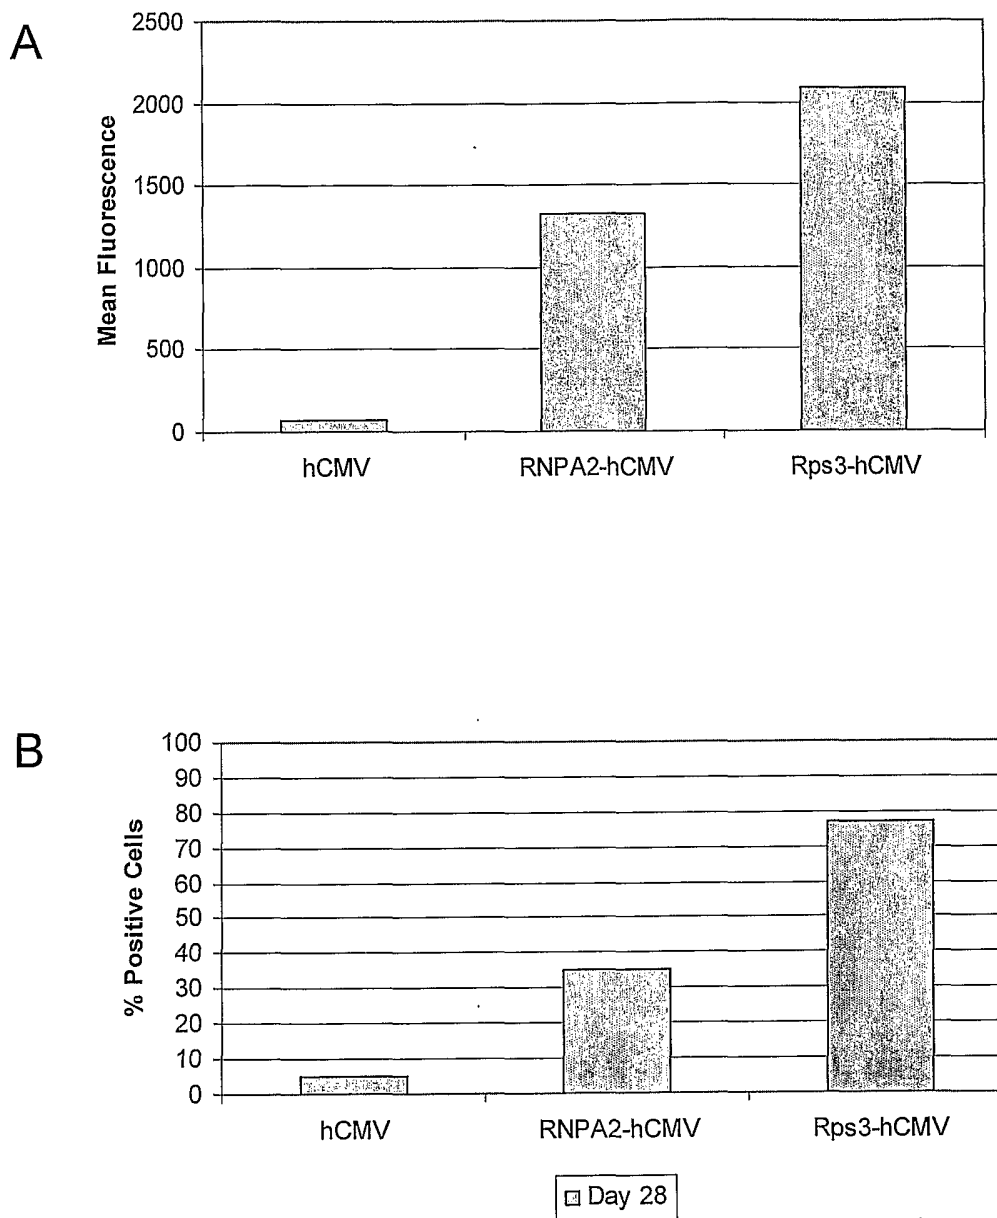 A
2500
2000
1500
1000
500
0
Mean Fluorescence
hCMV RNPA2-hCMV Rps3-hCMV
B
100
90
80
70
60
50
40
30
20
10
0
% Positive Cells
hCMV RNPA2-hCMV Rps3-hCMV
Day 28